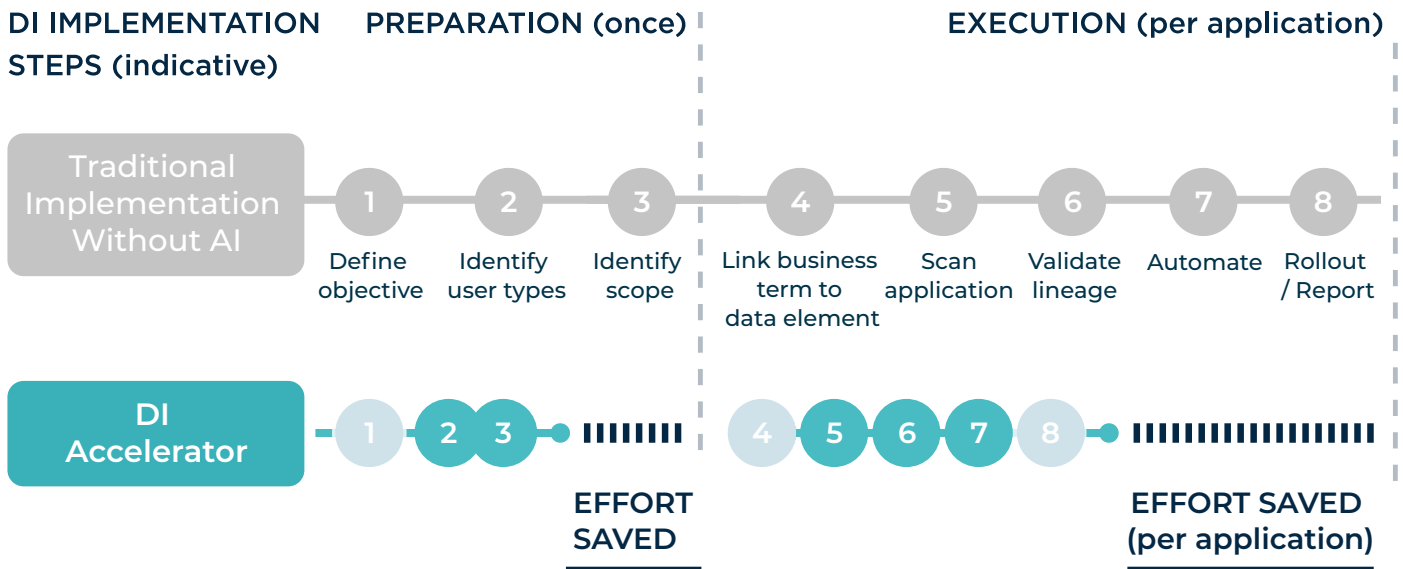 DI IMPLEMENTATION
STEPS (indicative)
PREPARATION (once)
EXECUTION (per application)
Traditional
Implementation
Without AI
1
2
3
4
5
6
7
8
Define
objective
Identify
user types
Identify
scope
Link business
term to
data element
Scan
application
Validate
lineage
Automate
Rollout
/ Report
DI
Accelerator
1
2
3
4
5
6
7
8
EFFORT
SAVED
EFFORT SAVED
(per application)